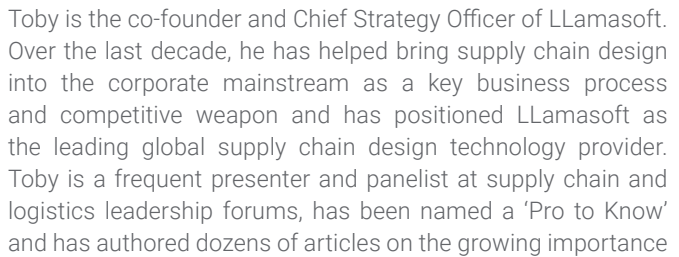 Toby is the co-founder and Chief Strategy Officer of LLamasoft.
Over the last decade, he has helped bring supply chain design
into the corporate mainstream as a key business process
and competitive weapon and has positioned LLamasoft as
the leading global supply chain design technology provider.
Toby is a frequent presenter and panelist at supply chain and
logistics leadership forums, has been named a ‘Pro to Know’
and has authored dozens of articles on the growing importance